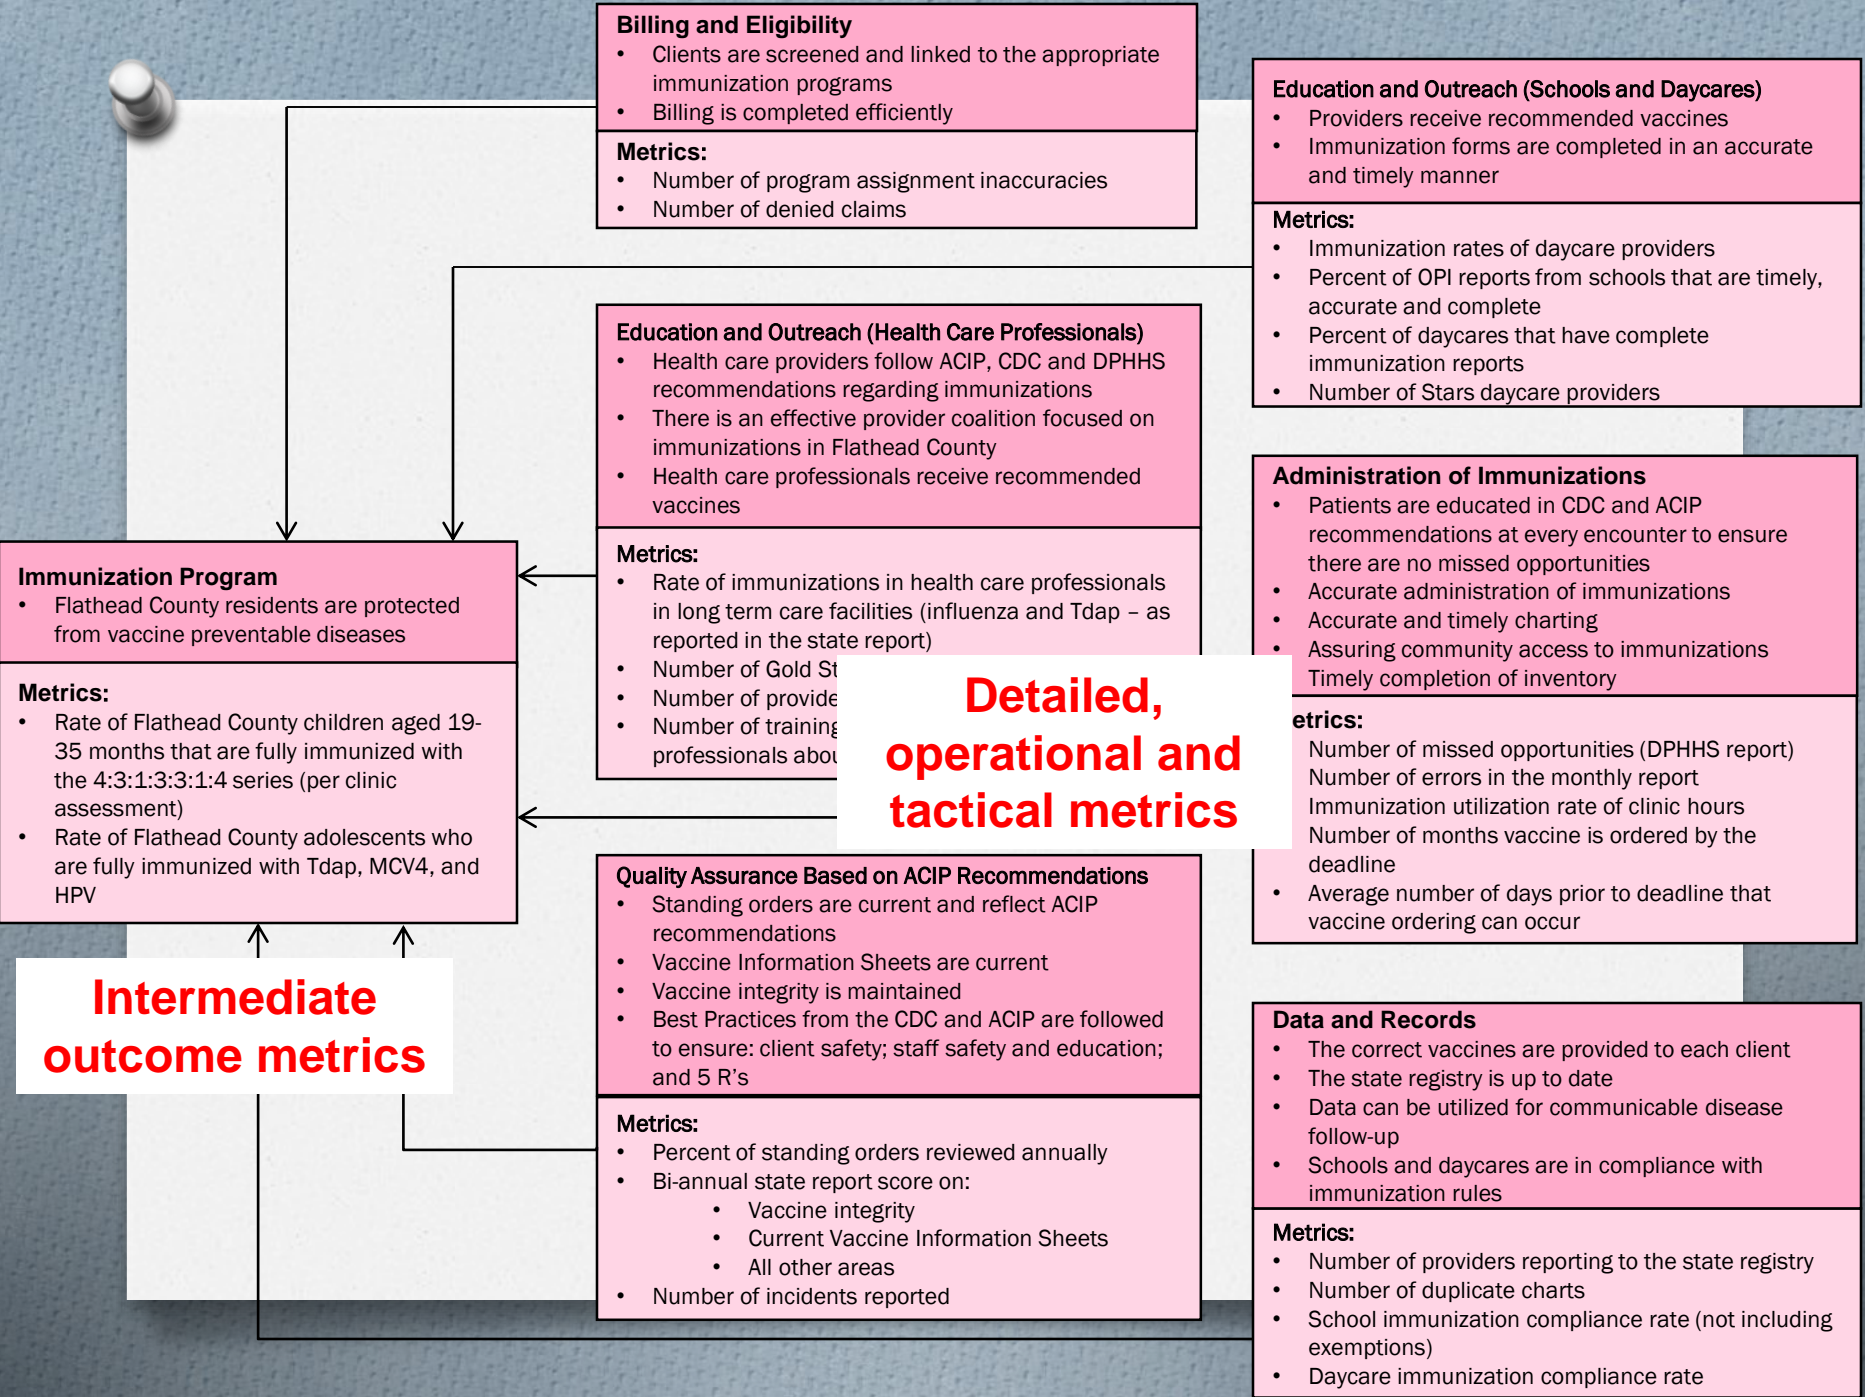 Billing and Eligibility
• Clients are screened and linked to the appropriate
immunization programs
• Billing is completed efficiently
Metrics:
• Number of program assignment inaccuracies
• Number of denied claims
Education and Outreach (Schools and Daycares)
• Providers receive recommended vaccines
• Immunization forms are completed in an accurate
and timely manner
Metrics:
• Immunization rates of daycare providers
• Percent of OPI reports from schools that are timely,
accurate and complete
• Percent of daycares that have complete
immunization reports
• Number of Stars daycare providers
Education and Outreach (Health Care Professionals)
• Health care providers follow ACIP, CDC and DPHHS
recommendations regarding immunizations
• There is an effective provider coalition focused on
immunizations in Flathead County
• Health care professionals receive recommended
vaccines
Metrics:
• Rate of immunizations in health care professionals
in long term care facilities (influenza and Tdap – as
reported in the state report)
• Number of Gold
• Number of
• Number of
professionals
Administration of Immunizations
• Patients are educated in CDC and ACIP
recommendations at every encounter to ensure
there are no missed opportunities
• Accurate administration of immunizations
• Accurate and timely charting
• Assuring community access to immunizations
Timely completion of inventory
etrics:
Number of missed opportunities (DPHHS report)
Number of errors in the monthly report
Immunization utilization rate of clinic hours
Number of months vaccine is ordered by the
deadline
• Average number of days prior to deadline that
vaccine ordering can occur
Immunization Program
• Flathead County residents are protected
from vaccine preventable diseases
Metrics:
• Rate of Flathead County children aged 19-
35 months that are fully immunized with
the 4:3:1:3:3:1:4 series (per clinic
assessment)
• Rate of Flathead County adolescents who
are fully immunized with Tdap, MCV4, and
HPV
Detailed,
operational and
tactical metrics
Intermediate
outcome metrics
Quality Assurance Based on ACIP Recommendations
• Standing orders are current and reflect ACIP
recommendations
• Vaccine Information Sheets are current
• Vaccine integrity is maintained
• Best Practices from the CDC and ACIP are followed
to ensure: client safety; staff safety and education;
and 5 R's
Metrics:
• Percent of standing orders reviewed annually
• Bi-annual state report score on:
• Vaccine integrity
• Current Vaccine Information Sheets
• All other areas
• Number of incidents reported
Data and Records
• The correct vaccines are provided to each client
• The state registry is up to date
• Data can be utilized for communicable disease
follow-up
• Schools and daycares are in compliance with
immunization rules
Metrics:
• Number of providers reporting to the state registry
• Number of duplicate charts
• School immunization compliance rate (not including
exemptions)
• Daycare immunization compliance rate